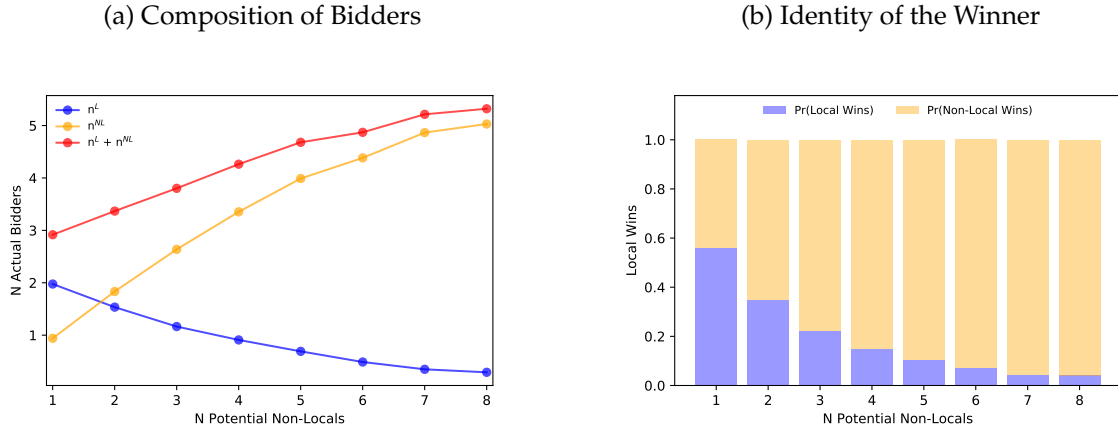 (a) Composition of Bidders
n^L
n^NL
n^L + n^NL
N Actual Bidders
5
4
3
2
1
1 2 3 4 5 6 7 8
N Potential Non-Locals
(b) Identity of the Winner
Pr(Local Wins) Pr(Non-Local Wins)
Local Wins
1.0
0.8
0.6
0.4
0.2
0.0
1 2 3 4 5 6 7 8
N Potential Non-Locals